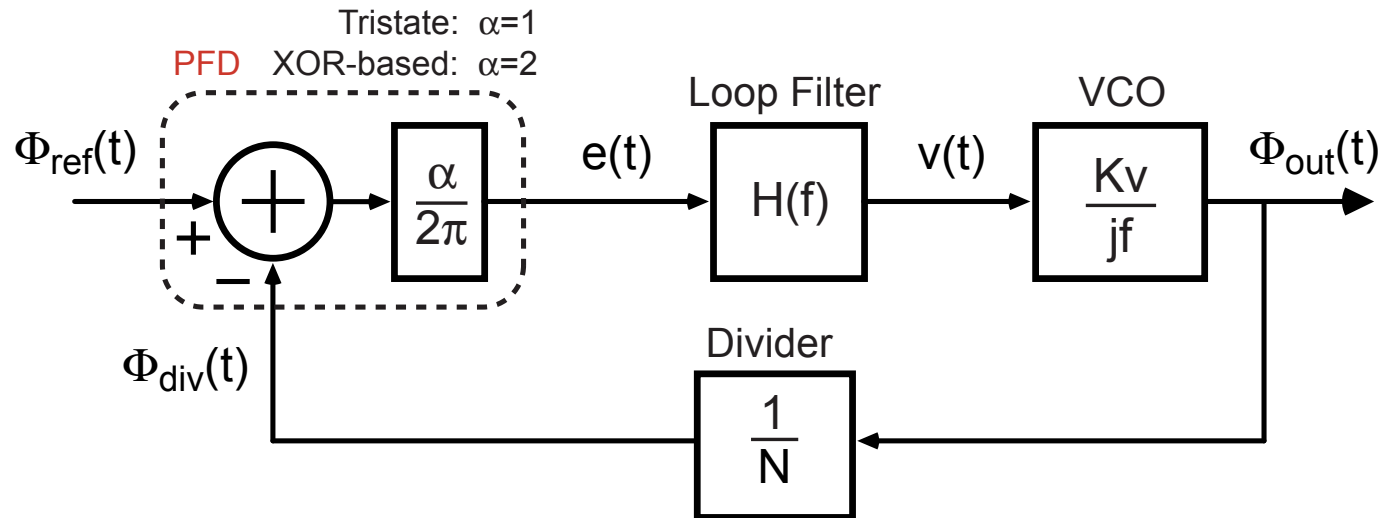 Tristate: α=1
PFD XOR-based: α=2
Loop Filter
VCO
Φref(t)
+
−
α
2π
e(t)
H(f)
v(t)
Kv
jf
Φout(t)
Φdiv(t)
Divider
1
N